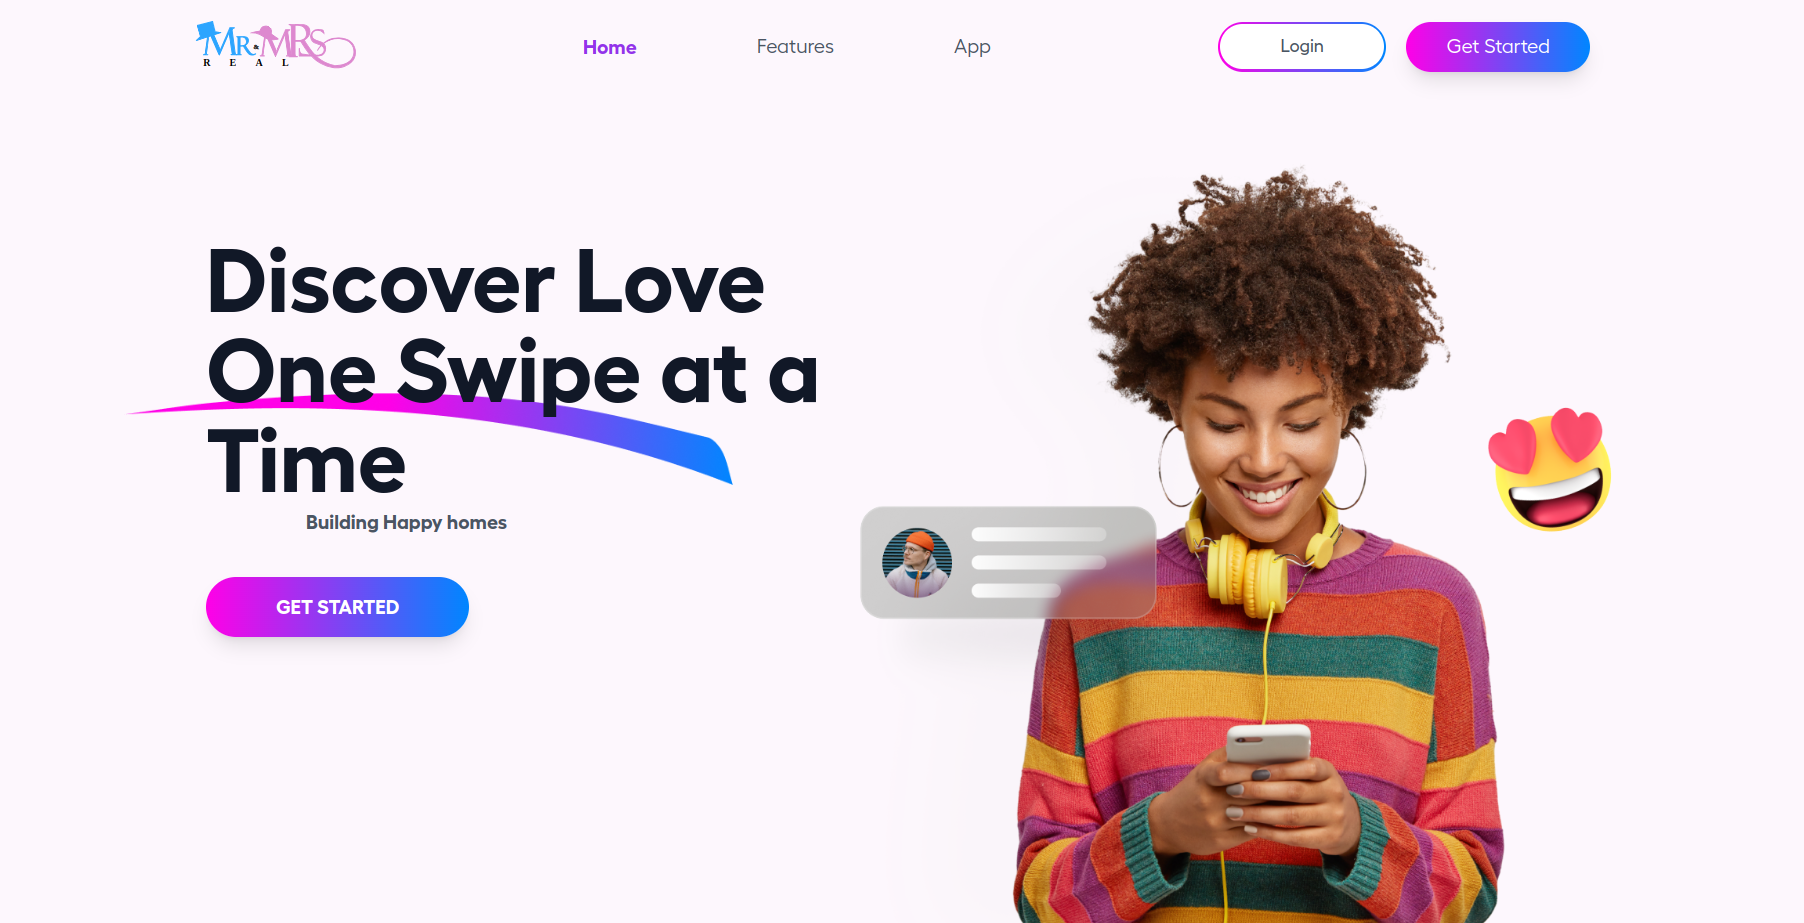 MR & MRS
REAL
Home
Features
App
Login
Get Started
Discover Love
One Swipe at a
Time
Building Happy homes
GET STARTED